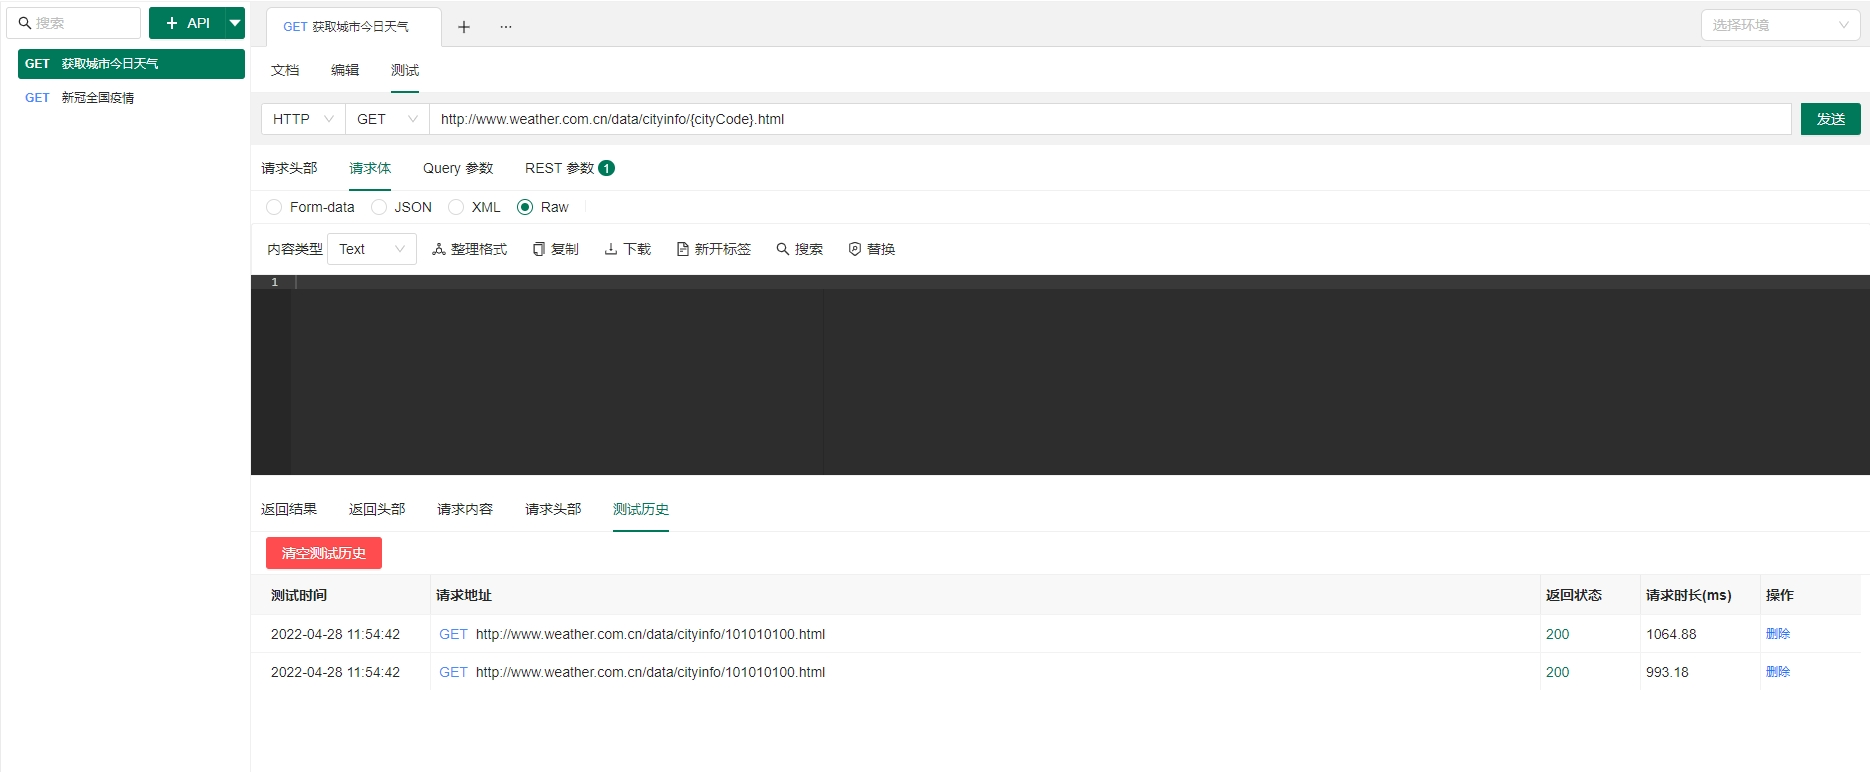 搜索
+ API
GET 获取城市今日天气
+
...
选择环境
GET 获取城市今日天气
GET 新冠全国疫情
文档 编辑 测试
HTTP GET http://www.weather.com.cn/data/cityinfo/{cityCode}.html 发送
请求头部 请求体 Query 参数 REST 参数 1
Form-data JSON XML Raw
内容类型 Text 整理格式 复制 下载 新开标签 搜索 替换
1
返回结果 返回头部 请求内容 请求头部 测试历史
清空测试历史
测试时间 请求地址 返回状态 请求时长(ms) 操作
2022-04-28 11:54:42 GET http://www.weather.com.cn/data/cityinfo/101010100.html 200 1064.88 删除
2022-04-28 11:54:42 GET http://www.weather.com.cn/data/cityinfo/101010100.html 200 993.18 删除